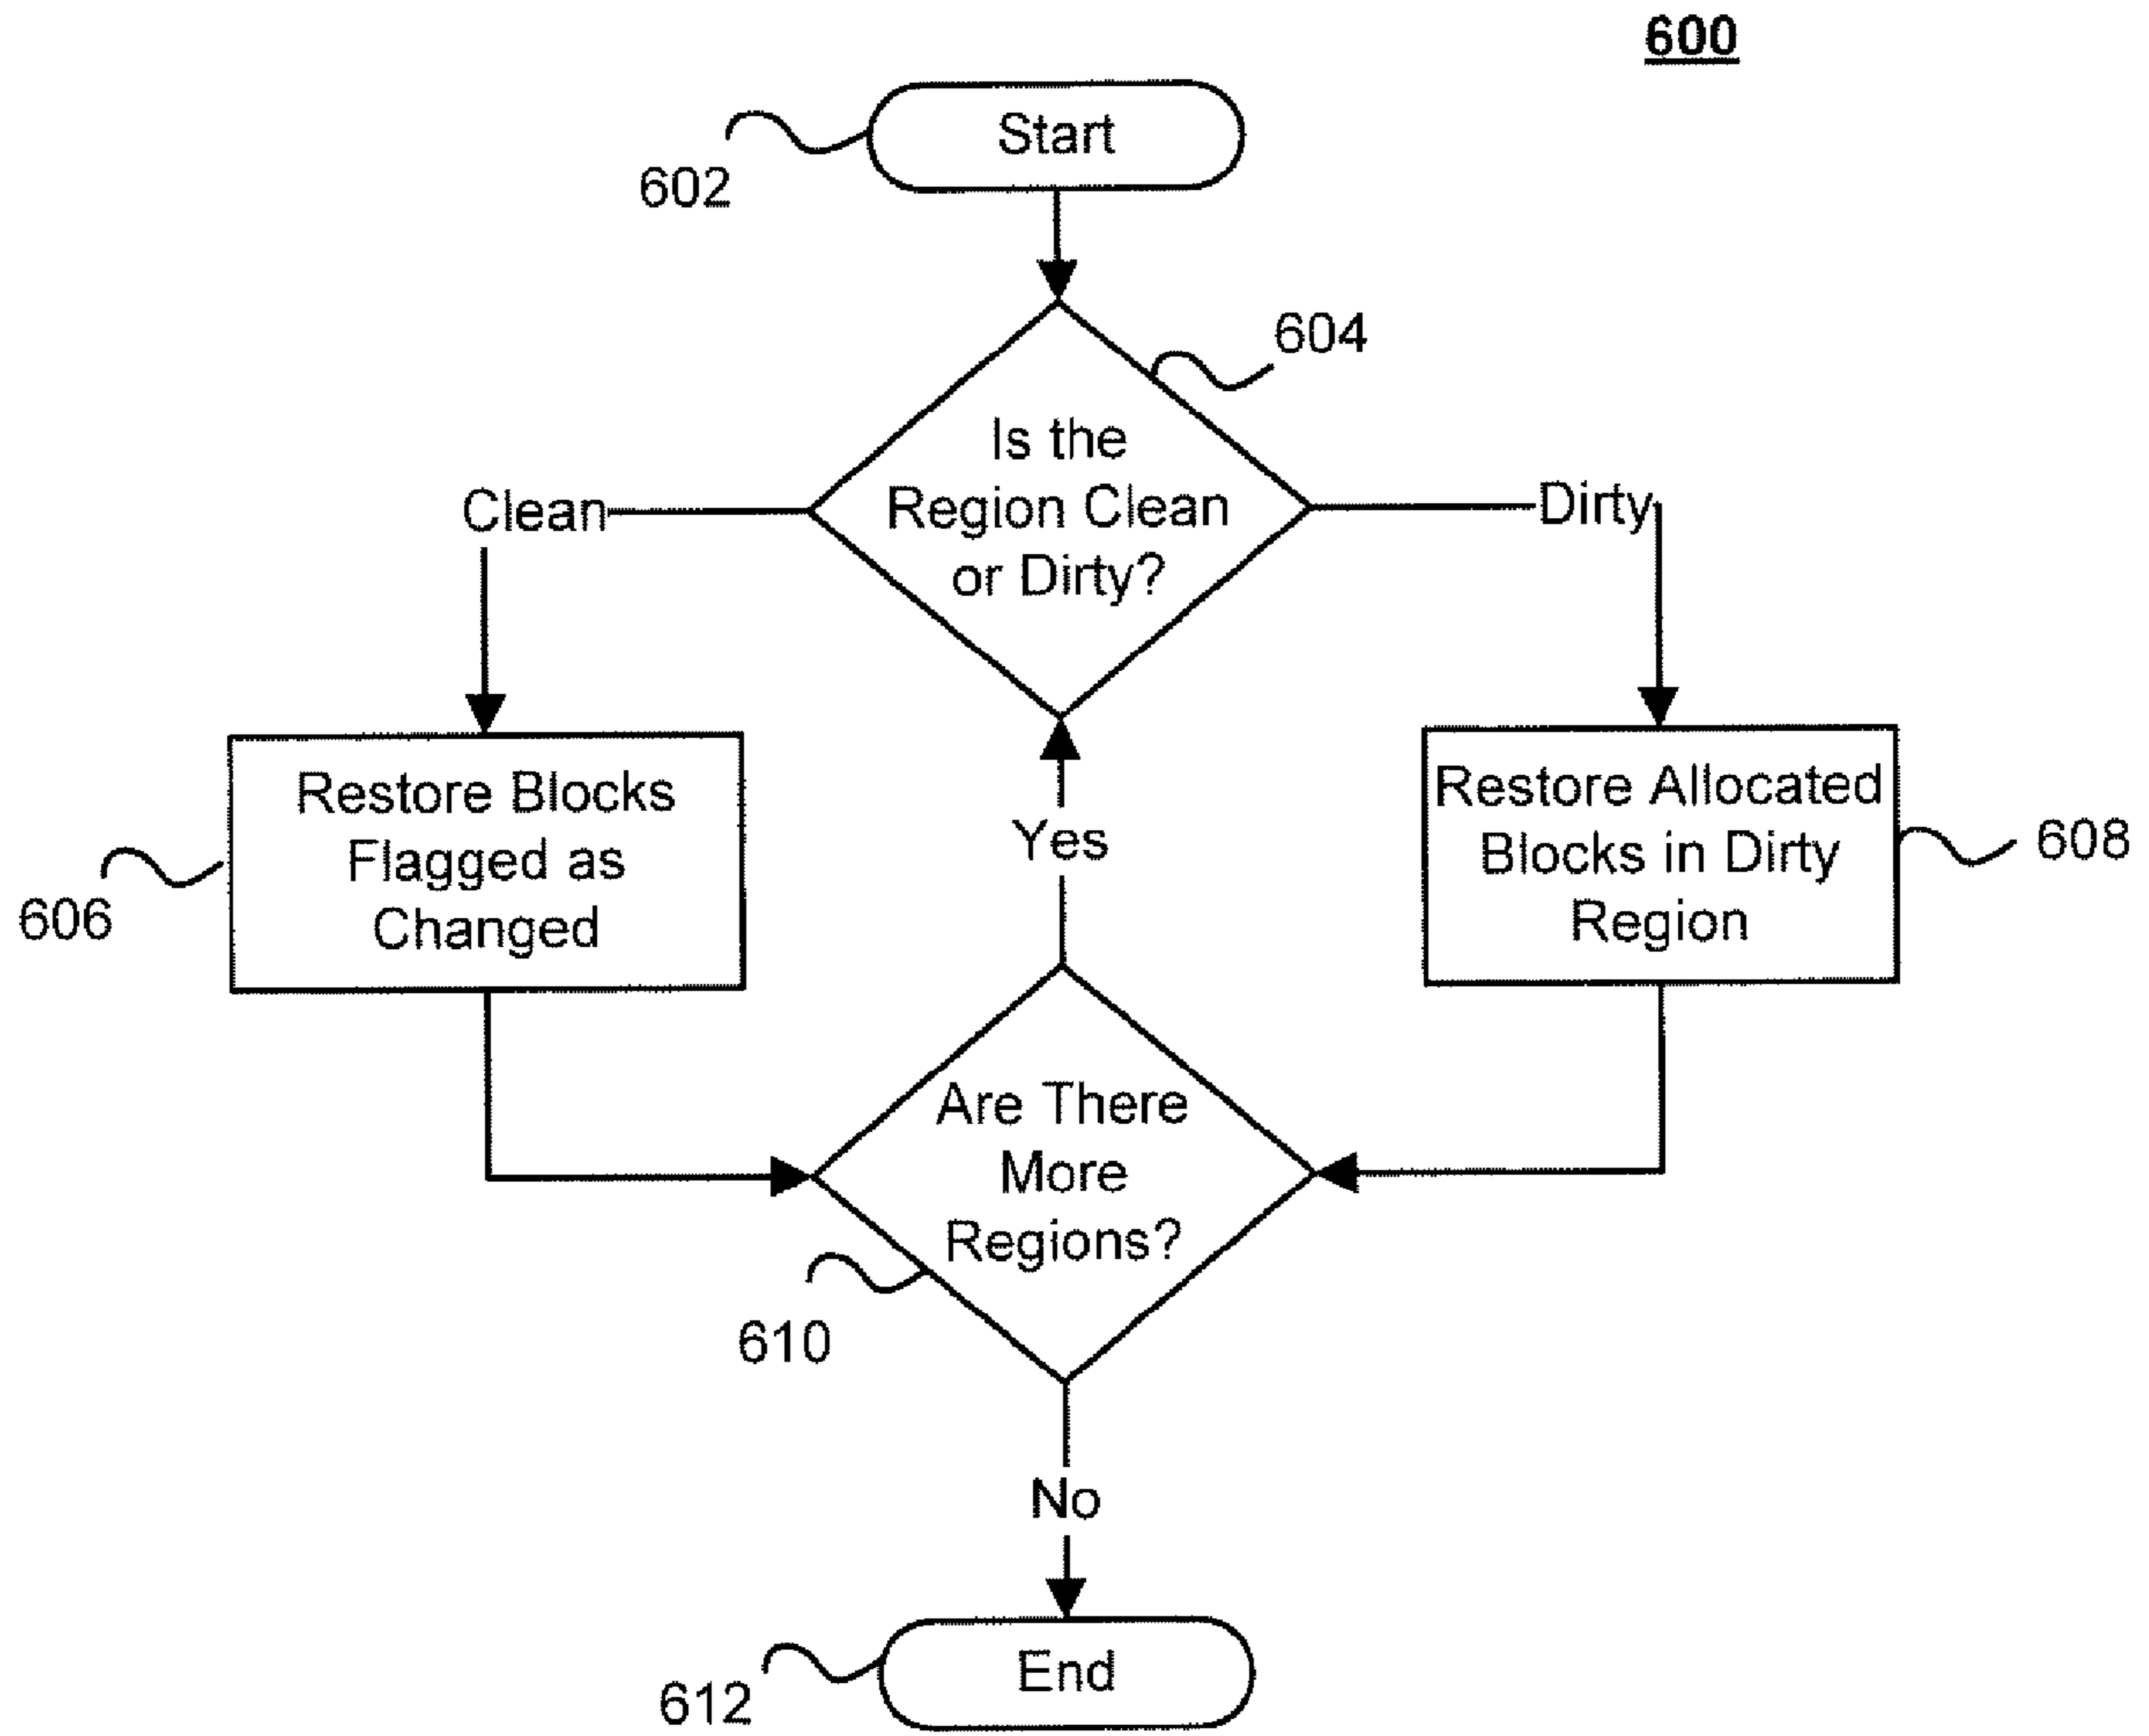 600
Start
602
604
Is the
Region Clean
or Dirty?
Clean
Dirty
Restore Blocks
Flagged as
Changed
606
Yes
Restore Allocated
Blocks in Dirty
Region
608
Are There
More
Regions?
610
No
End
612